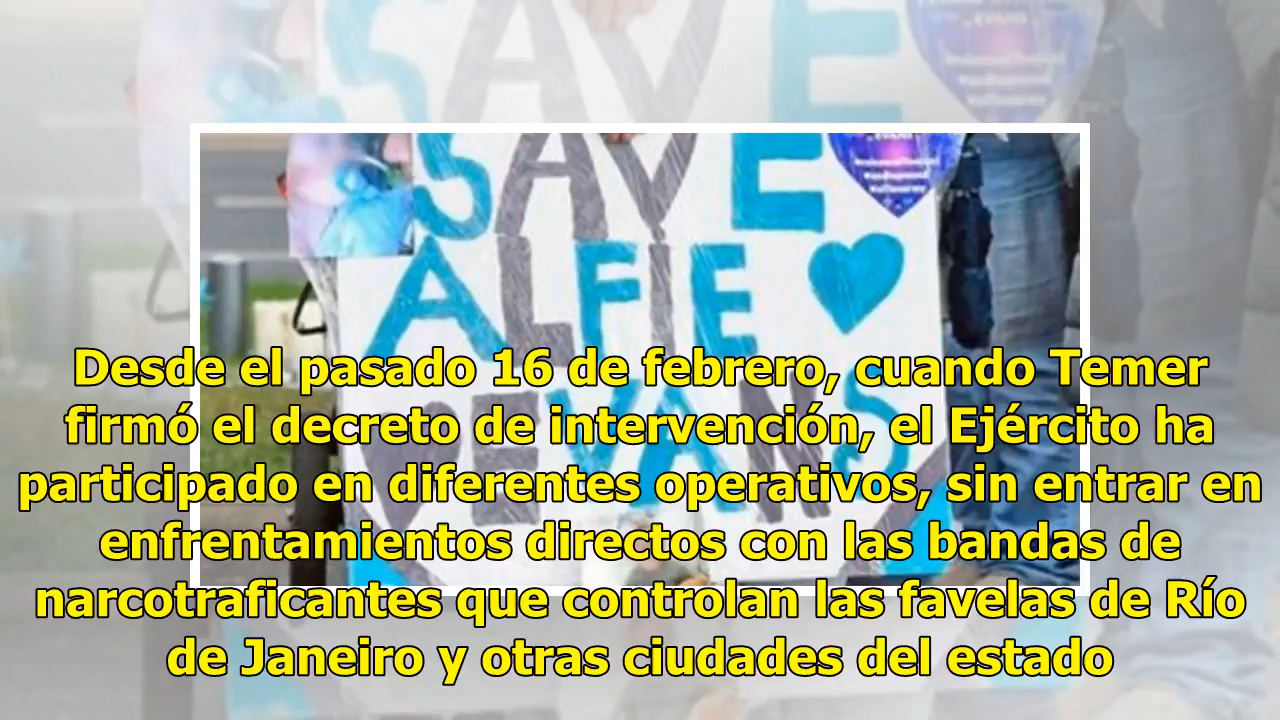 SAVE
SAVE
EVANS
ALFIE
EVANS
Desde el pasado 16 de febrero, cuando Temer
firmó el decreto de intervención, el Ejército ha
participado en diferentes operativos, sin entrar en
enfrentamientos directos con las bandas de
narcotraficantes que controlan las favelas de Río
de Janeiro y otras ciudades del estado